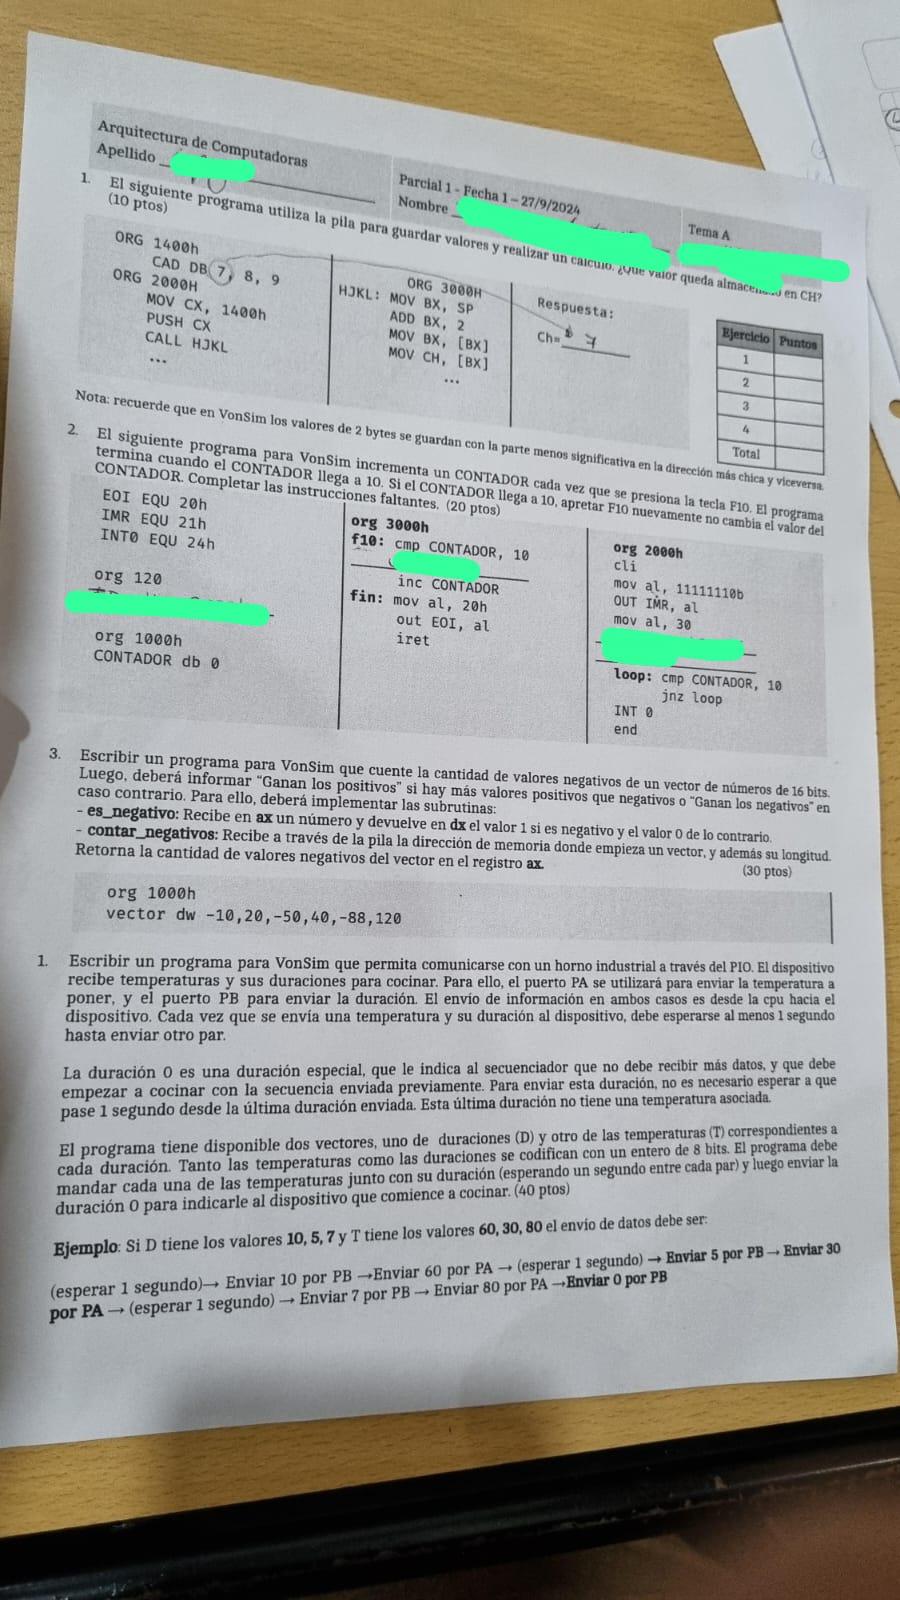 Arquitectura de Computadoras
Apellido
Parcial 1 - Fecha 1 – 27/9/2024
Nombre
Tema A
1. El siguiente programa utiliza la pila para guardar valores y realizar un calculo. ¿Que valor queda almacenado en CH?
(10 ptos)
ORG 1400h
CAD DB 7, 8, 9
ORG 2000H
MOV CX, 1400h
PUSH CX
CALL HJKL
...
ORG 3000H
HJKL: MOV BX, SP
ADD BX, 2
MOV BX, [BX]
MOV CH, [BX]
...
Respuesta:
Ch= 7
Ejercicio Puntos
1
2
3
4
Total
Nota: recuerde que en VonSim los valores de 2 bytes se guardan con la parte menos significativa en la dirección más chica y viceversa.
2. El siguiente programa para VonSim incrementa un CONTADOR cada vez que se presiona la tecla F10. El programa
termina cuando el CONTADOR llega a 10. Si el CONTADOR llega a 10, apretar F10 nuevamente no cambia el valor del
CONTADOR. Completar las instrucciones faltantes. (20 ptos)
EOI EQU 20h
IMR EQU 21h
INT0 EQU 24h
org 120
org 1000h
CONTADOR db 0
org 3000h
f10: cmp CONTADOR, 10
inc CONTADOR
fin: mov al, 20h
out EOI, al
iret
org 2000h
cli
mov al, 11111110b
OUT IMR, al
mov al, 30
loop: cmp CONTADOR, 10
jnz loop
INT 0
end
3. Escribir un programa para VonSim que cuente la cantidad de valores negativos de un vector de números de 16 bits.
Luego, deberá informar “Ganan los positivos” si hay más valores positivos que negativos o “Ganan los negativos” en
caso contrario. Para ello, deberá implementar las subrutinas:
- es_negativo: Recibe en ax un número y devuelve en dx el valor 1 si es negativo y el valor 0 de lo contrario.
- contar_negativos: Recibe a través de la pila la dirección de memoria donde empieza un vector, y además su longitud.
Retorna la cantidad de valores negativos del vector en el registro ax.
(30 ptos)
org 1000h
vector dw -10,20,-50,40,-88,120
1. Escribir un programa para VonSim que permita comunicarse con un horno industrial a través del PIO. El dispositivo
recibe temperaturas y sus duraciones para cocinar. Para ello, el puerto PA se utilizará para enviar la temperatura a
poner, y el puerto PB para enviar la duración. El envío de información en ambos casos es desde la cpu hacia el
dispositivo. Cada vez que se envía una temperatura y su duración al dispositivo, debe esperarse al menos 1 segundo
hasta enviar otro par.
La duración 0 es una duración especial, que le indica al secuenciador que no debe recibir más datos, y que debe
empezar a cocinar con la secuencia enviada previamente. Para enviar esta duración, no es necesario esperar a que
pase 1 segundo desde la última duración enviada. Esta última duración no tiene una temperatura asociada.
El programa tiene disponible dos vectores, uno de duraciones (D) y otro de las temperaturas (T) correspondientes a
cada duración. Tanto las temperaturas como las duraciones se codifican con un entero de 8 bits. El programa debe
mandar cada una de las temperaturas junto con su duración (esperando un segundo entre cada par) y luego enviar la
duración 0 para indicarle al dispositivo que comience a cocinar. (40 ptos)
Ejemplo: Si D tiene los valores 10, 5, 7 y T tiene los valores 60, 30, 80 el envío de datos debe ser:
(esperar 1 segundo)→ Enviar 10 por PB →Enviar 60 por PA → (esperar 1 segundo) → Enviar 5 por PB → Enviar 30
por PA → (esperar 1 segundo) → Enviar 7 por PB → Enviar 80 por PA →Enviar 0 por PB